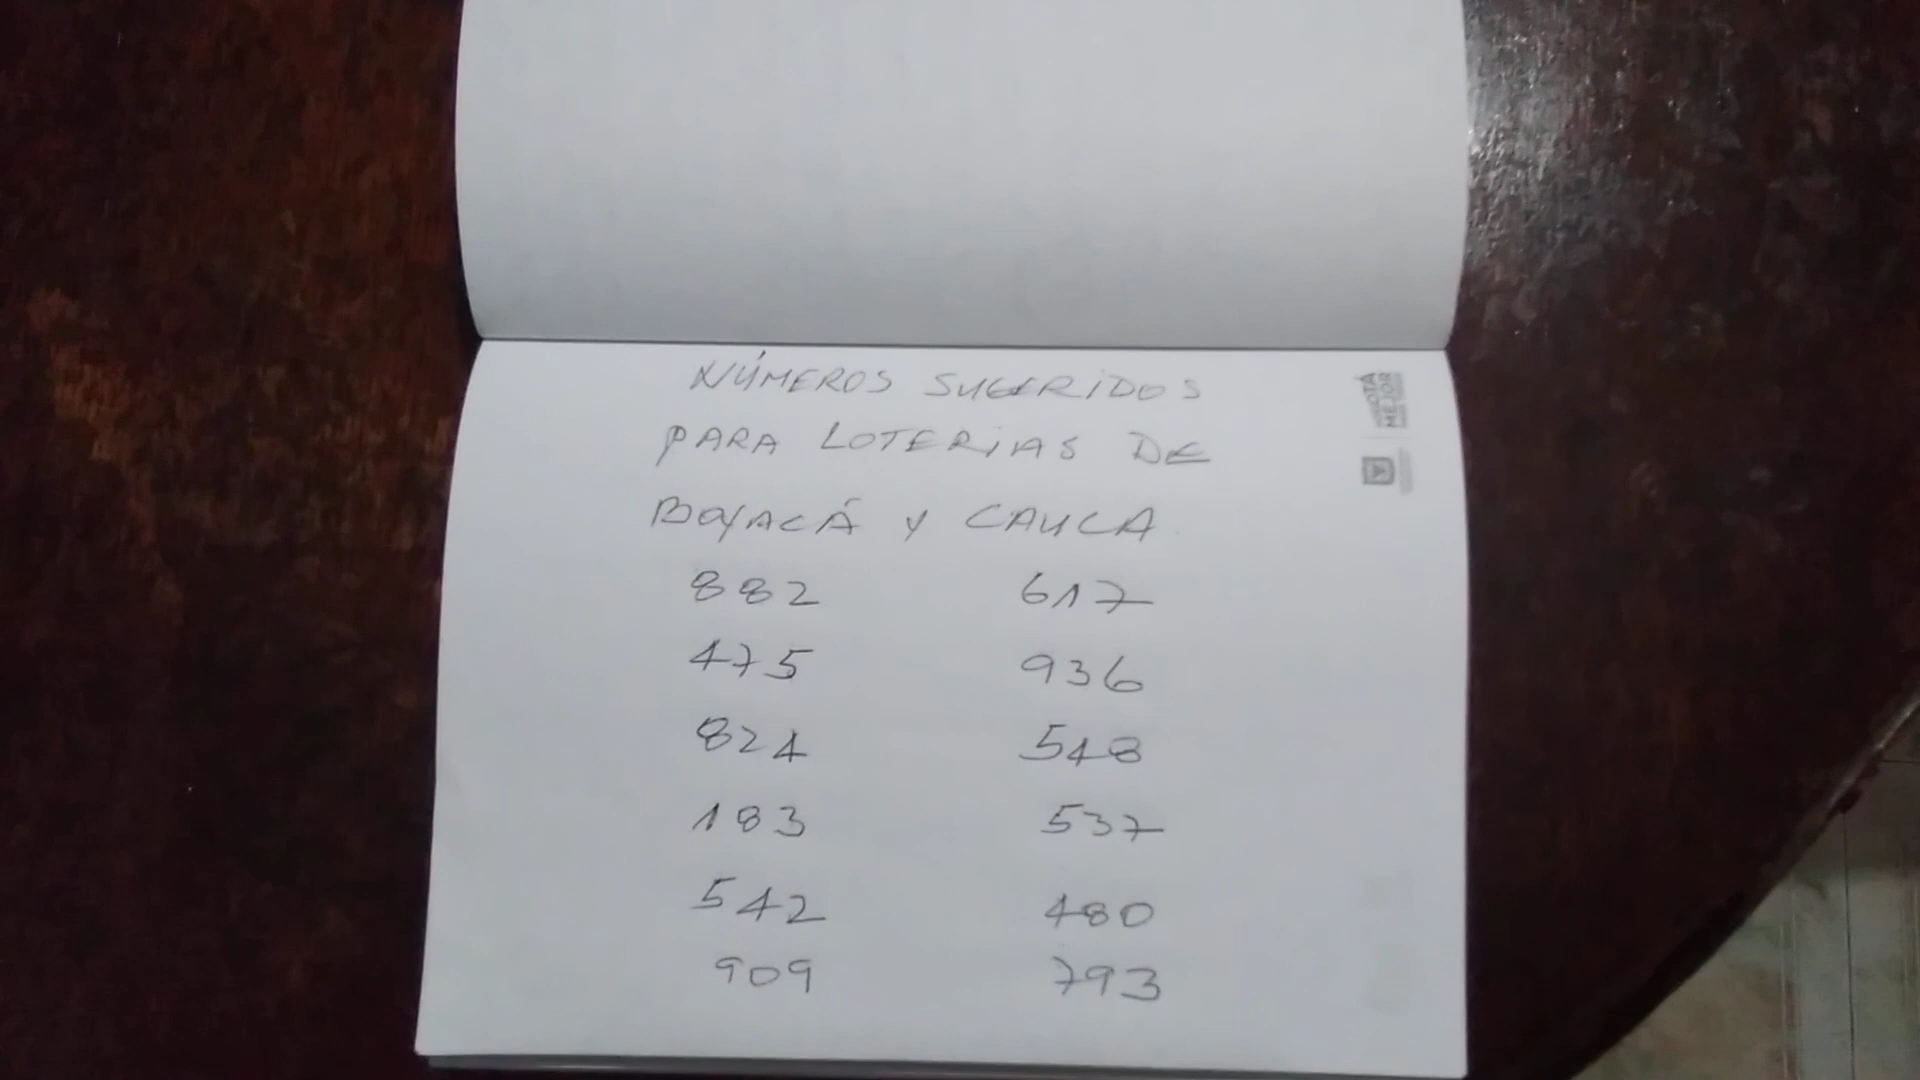 NÚMEROS SUGERIDOS
PARA LOTERIAS DE
BOYACÁ Y CAUCA.
882 617
475 936
824 548
183 537
542 480
909 793
MEJOR